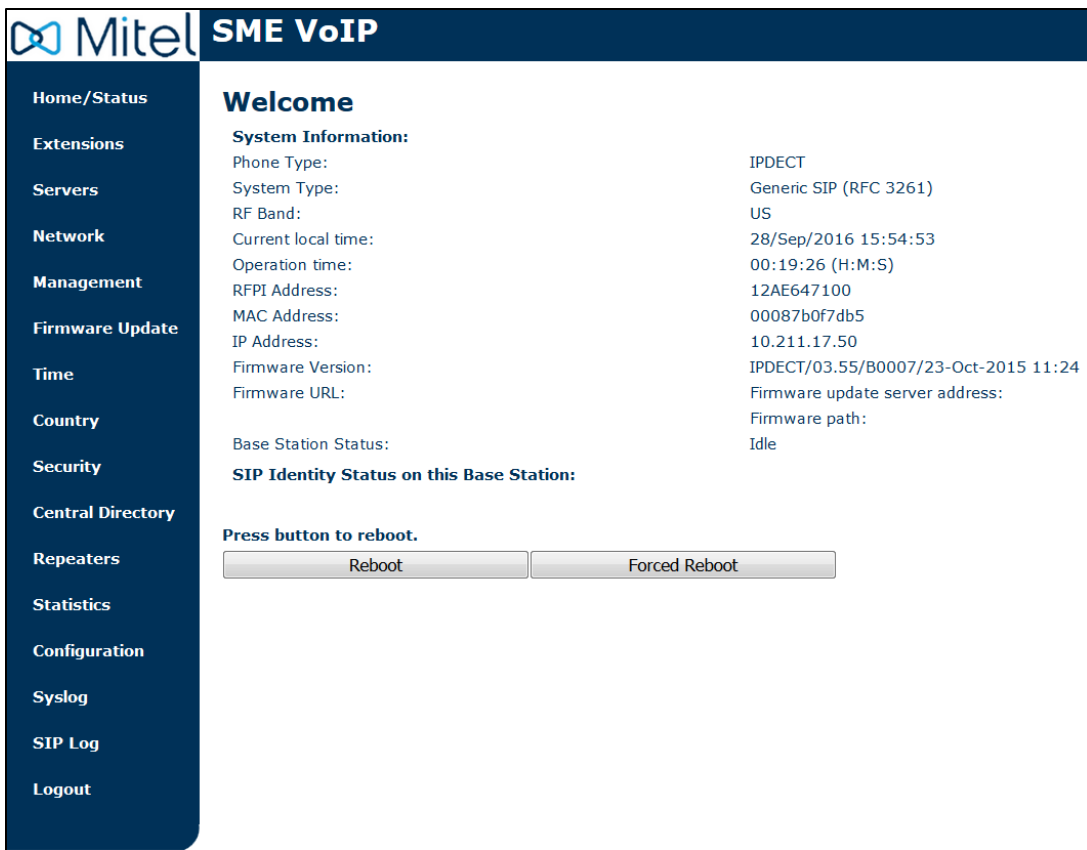 Mitel
SME VoIP
Home/Status
Extensions
Servers
Network
Management
Firmware Update
Time
Country
Security
Central Directory
Repeaters
Statistics
Configuration
Syslog
SIP Log
Logout
Welcome
System Information:
Phone Type: IPDECT
System Type: Generic SIP (RFC 3261)
RF Band: US
Current local time: 28/Sep/2016 15:54:53
Operation time: 00:19:26 (H:M:S)
RFPI Address: 12AE647100
MAC Address: 00087b0f7db5
IP Address: 10.211.17.50
Firmware Version: IPDECT/03.55/B0007/23-Oct-2015 11:24
Firmware URL: Firmware update server address:
Firmware path:
Base Station Status: Idle
SIP Identity Status on this Base Station:
Press button to reboot.
Reboot Forced Reboot